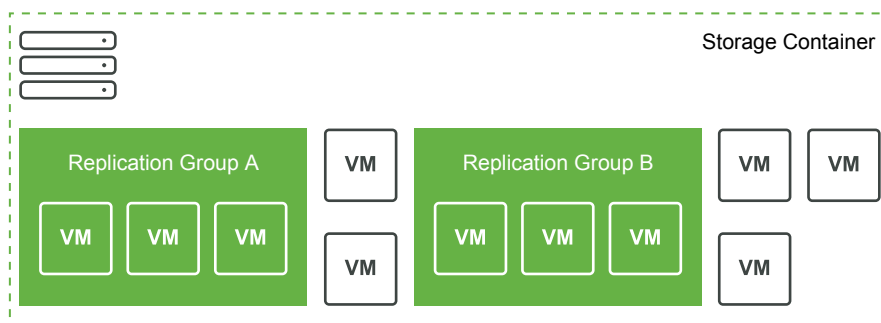 Storage Container
Replication Group A
VM
Replication Group B
VM
VM
VM
VM
VM
VM
VM
VM
VM
VM